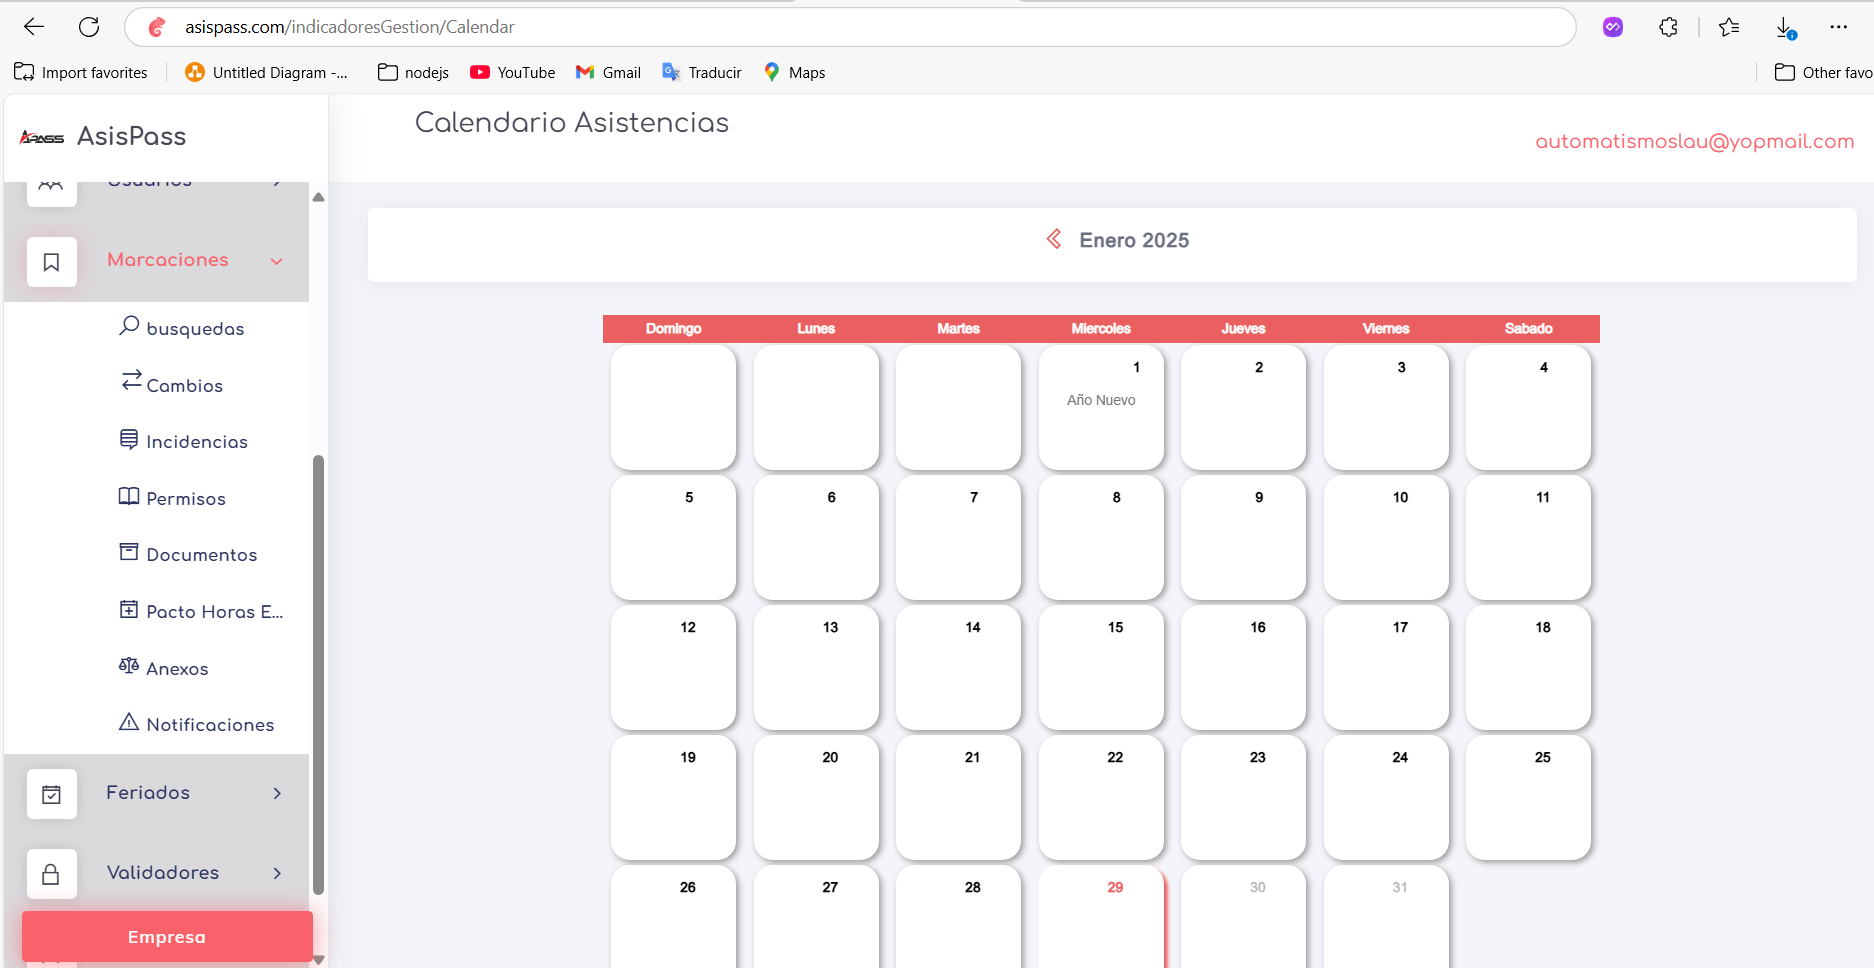 asispass.com/indicadoresGestion/Calendar
Import favorites
Untitled Diagram -...
nodejs
YouTube
Gmail
Traducir
Maps
Other favo
APASS AsisPass
Calendario Asistencias
automatismoslau@yopmail.com
Usuarios
Marcaciones
busquedas
Cambios
Incidencias
Permisos
Documentos
Pacto Horas E...
Anexos
Notificaciones
Feriados
Validadores
Empresa
Enero 2025
Domingo Lunes Martes Miercoles Jueves Viernes Sabado
1 2 3 4
Año Nuevo
5 6 7 8 9 10 11
12 13 14 15 16 17 18
19 20 21 22 23 24 25
26 27 28 29 30 31